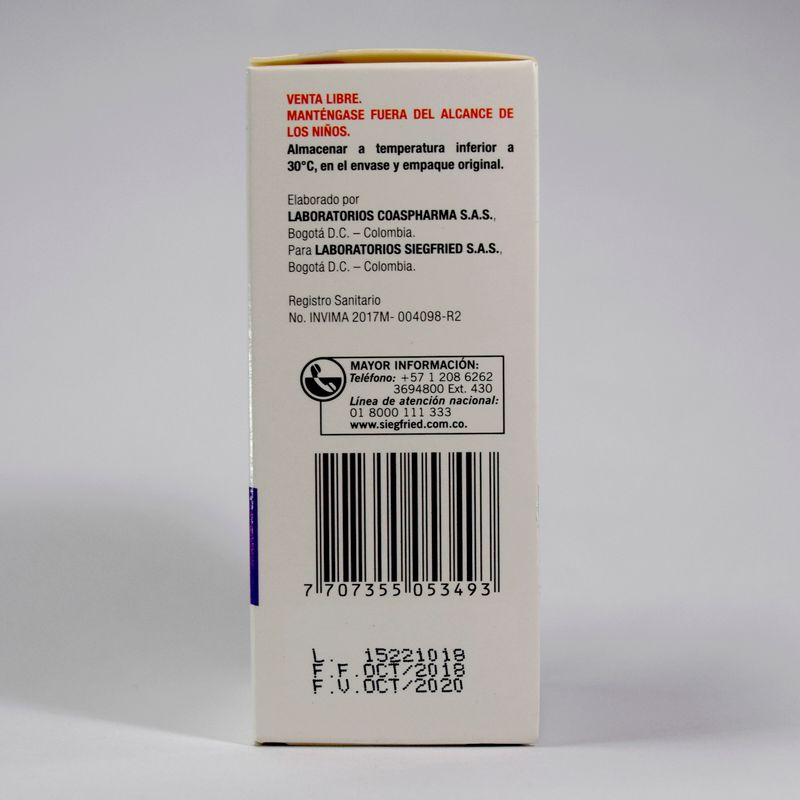 VENTA LIBRE.
MANTÉNGASE FUERA DEL ALCANCE DE
LOS NIÑOS.
Almacenar a temperatura inferior a
30°C, en el envase y empaque original.
Elaborado por
LABORATORIOS COASPHARMA S.A.S.,
Bogotá D.C. – Colombia.
Para LABORATORIOS SIEGFRIED S.A.S.,
Bogotá D.C. – Colombia.
Registro Sanitario
No. INVIMA 2017M- 004098-R2
MAYOR INFORMACIÓN:
Teléfono: +57 1 208 6262
3694800 Ext. 430
Línea de atención nacional:
01 8000 111 333
www.siegfried.com.co.
7 707355 053493
L. 15221018
F.F.OCT/2018
F.V.OCT/2020